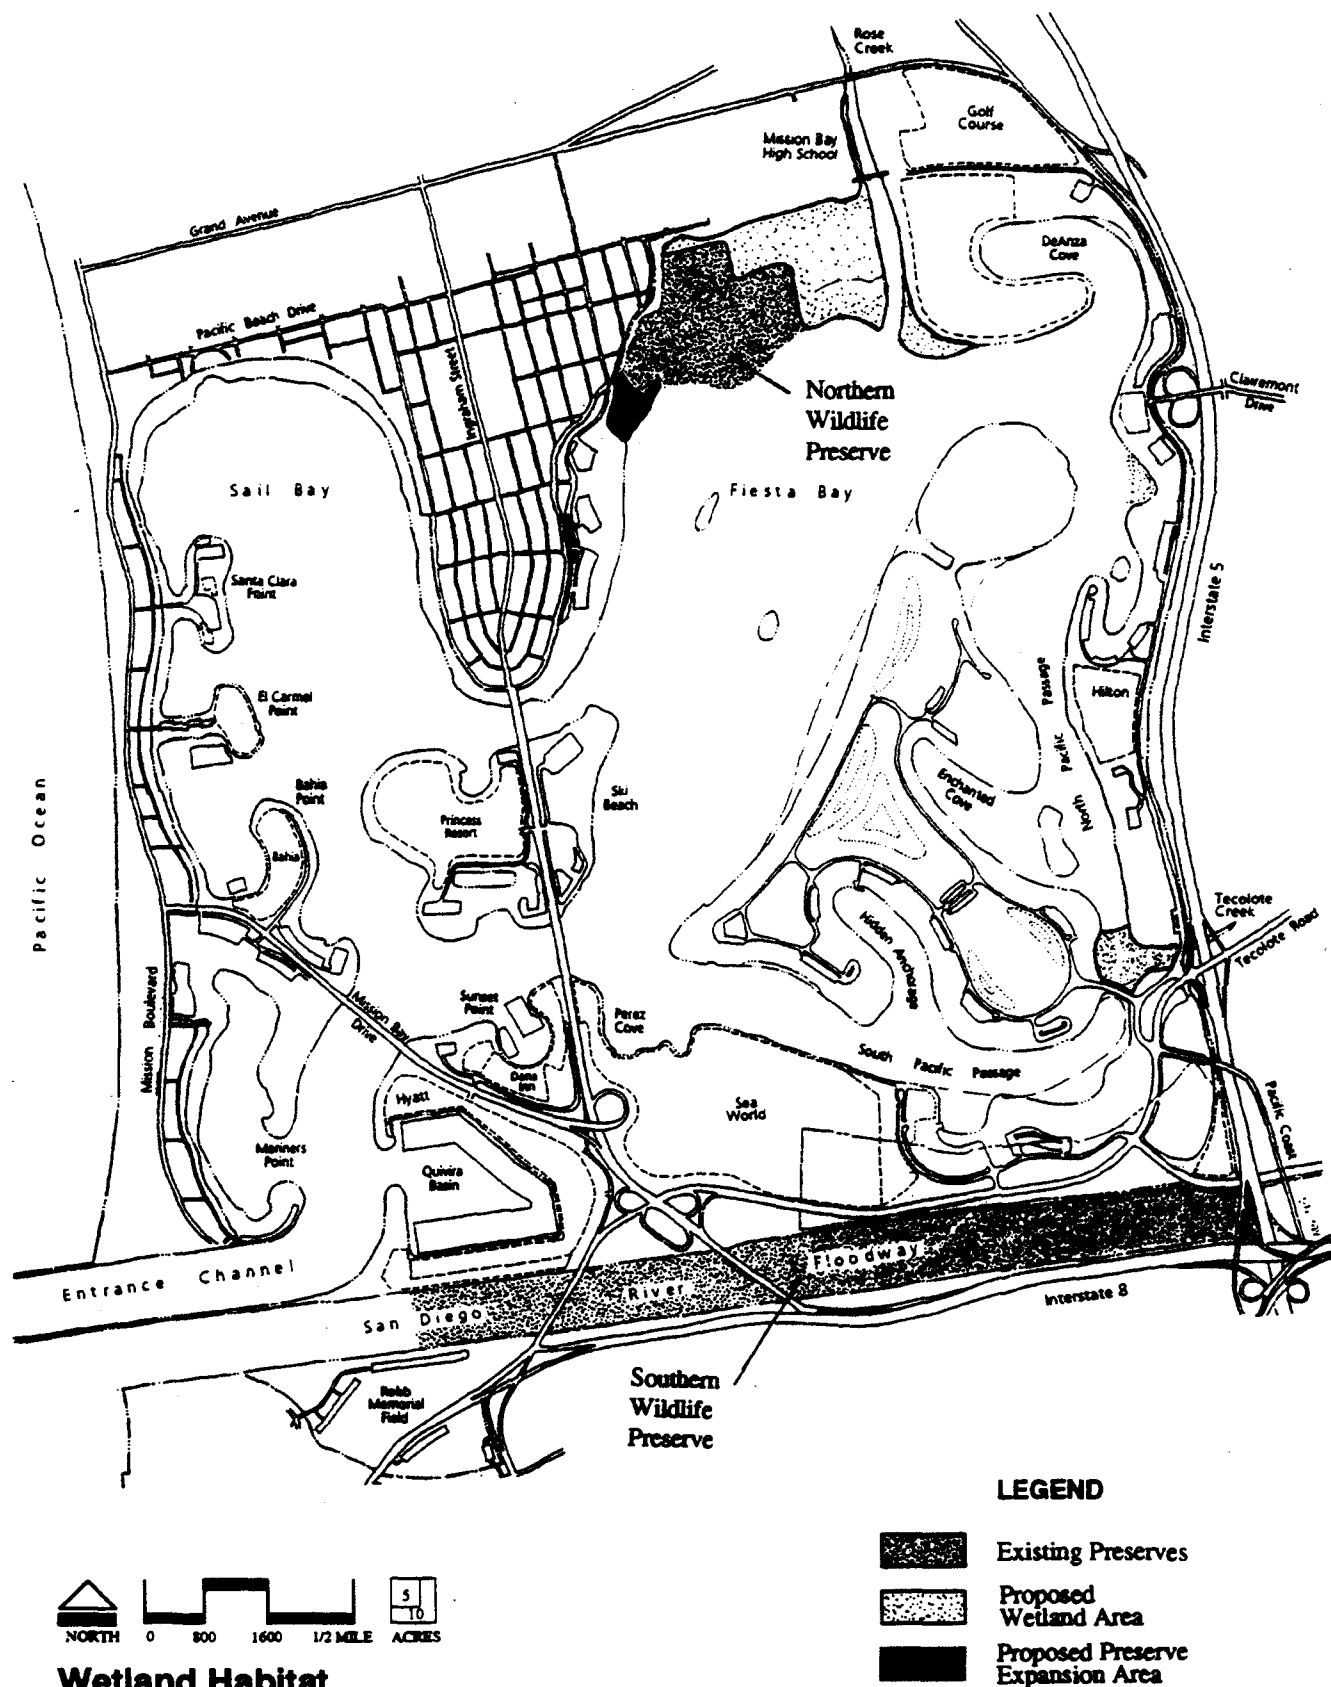 Rose
Creek
Golf
Course
Mission Bay
High School
Grand Avenue
DeAnza
Cove
Pacific Beach Drive
Ingraham Street
Clairemont
Drive
Northern
Wildlife
Preserve
Sail Bay
Fiesta Bay
Santa Clara
Point
Interstate 5
El Carmel
Point
Hilton
North Pacific Passage
Bahia
Point
Ski
Beach
Enchanted
Cove
Princess
Resort
Bahia
Pacific Ocean
Tecolote
Creek
Tecolote Road
Hidden Anchorage
Mission Boulevard
Mission Bay
Drive
Sunset
Point
Perez
Cove
South Pacific Passage
Dana
Inn
Hyatt
Sea
World
Pacific Coast
Mariners
Point
Quivira
Basin
Entrance Channel
San Diego River Floodway
Interstate 8
Southern
Wildlife
Preserve
Robb
Memorial
Field
LEGEND
Existing Preserves
Proposed
Wetland Area
Proposed Preserve
Expansion Area
NORTH 0 800 1600 1/2 MILE ACRES
5
10
Wetland Habitat